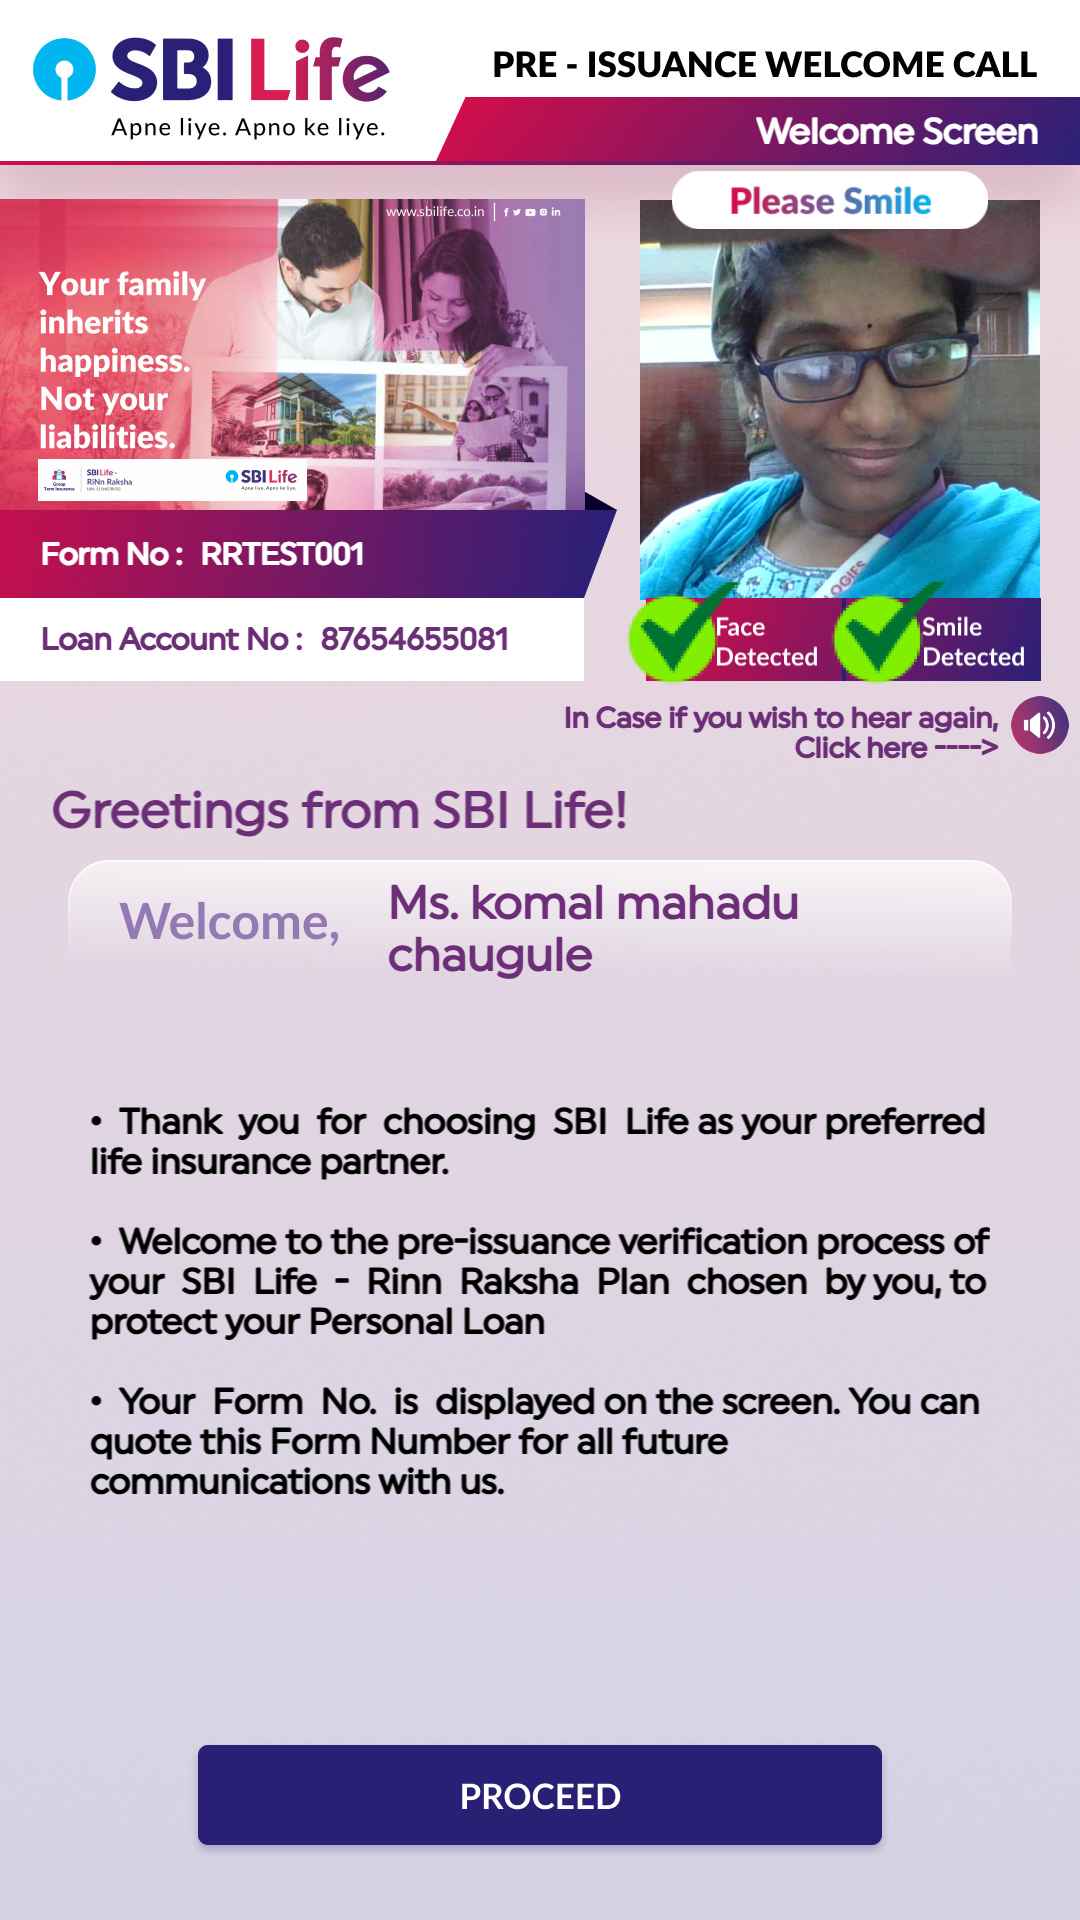 SBI Life
Apne liye. Apno ke liye.
PRE - ISSUANCE WELCOME CALL
Welcome Screen
www.sbilife.co.in
Your family
inherits
happiness.
Not your
liabilities.
Group
Term Insurance
SBI Life -
RiNn Raksha
SBI Life
Apne liye. Apno ke liye.
Please Smile
OGIES
Form No : RRTEST001
Loan Account No : 87654655081
Face
Detected
Smile
Detected
In Case if you wish to hear again,
Click here ---->
Greetings from SBI Life!
Welcome, Ms. komal mahadu
chaugule
• Thank you for choosing SBI Life as your preferred
life insurance partner.
• Welcome to the pre-issuance verification process of
your SBI Life - Rinn Raksha Plan chosen by you, to
protect your Personal Loan
• Your Form No. is displayed on the screen. You can
quote this Form Number for all future
communications with us.
PROCEED